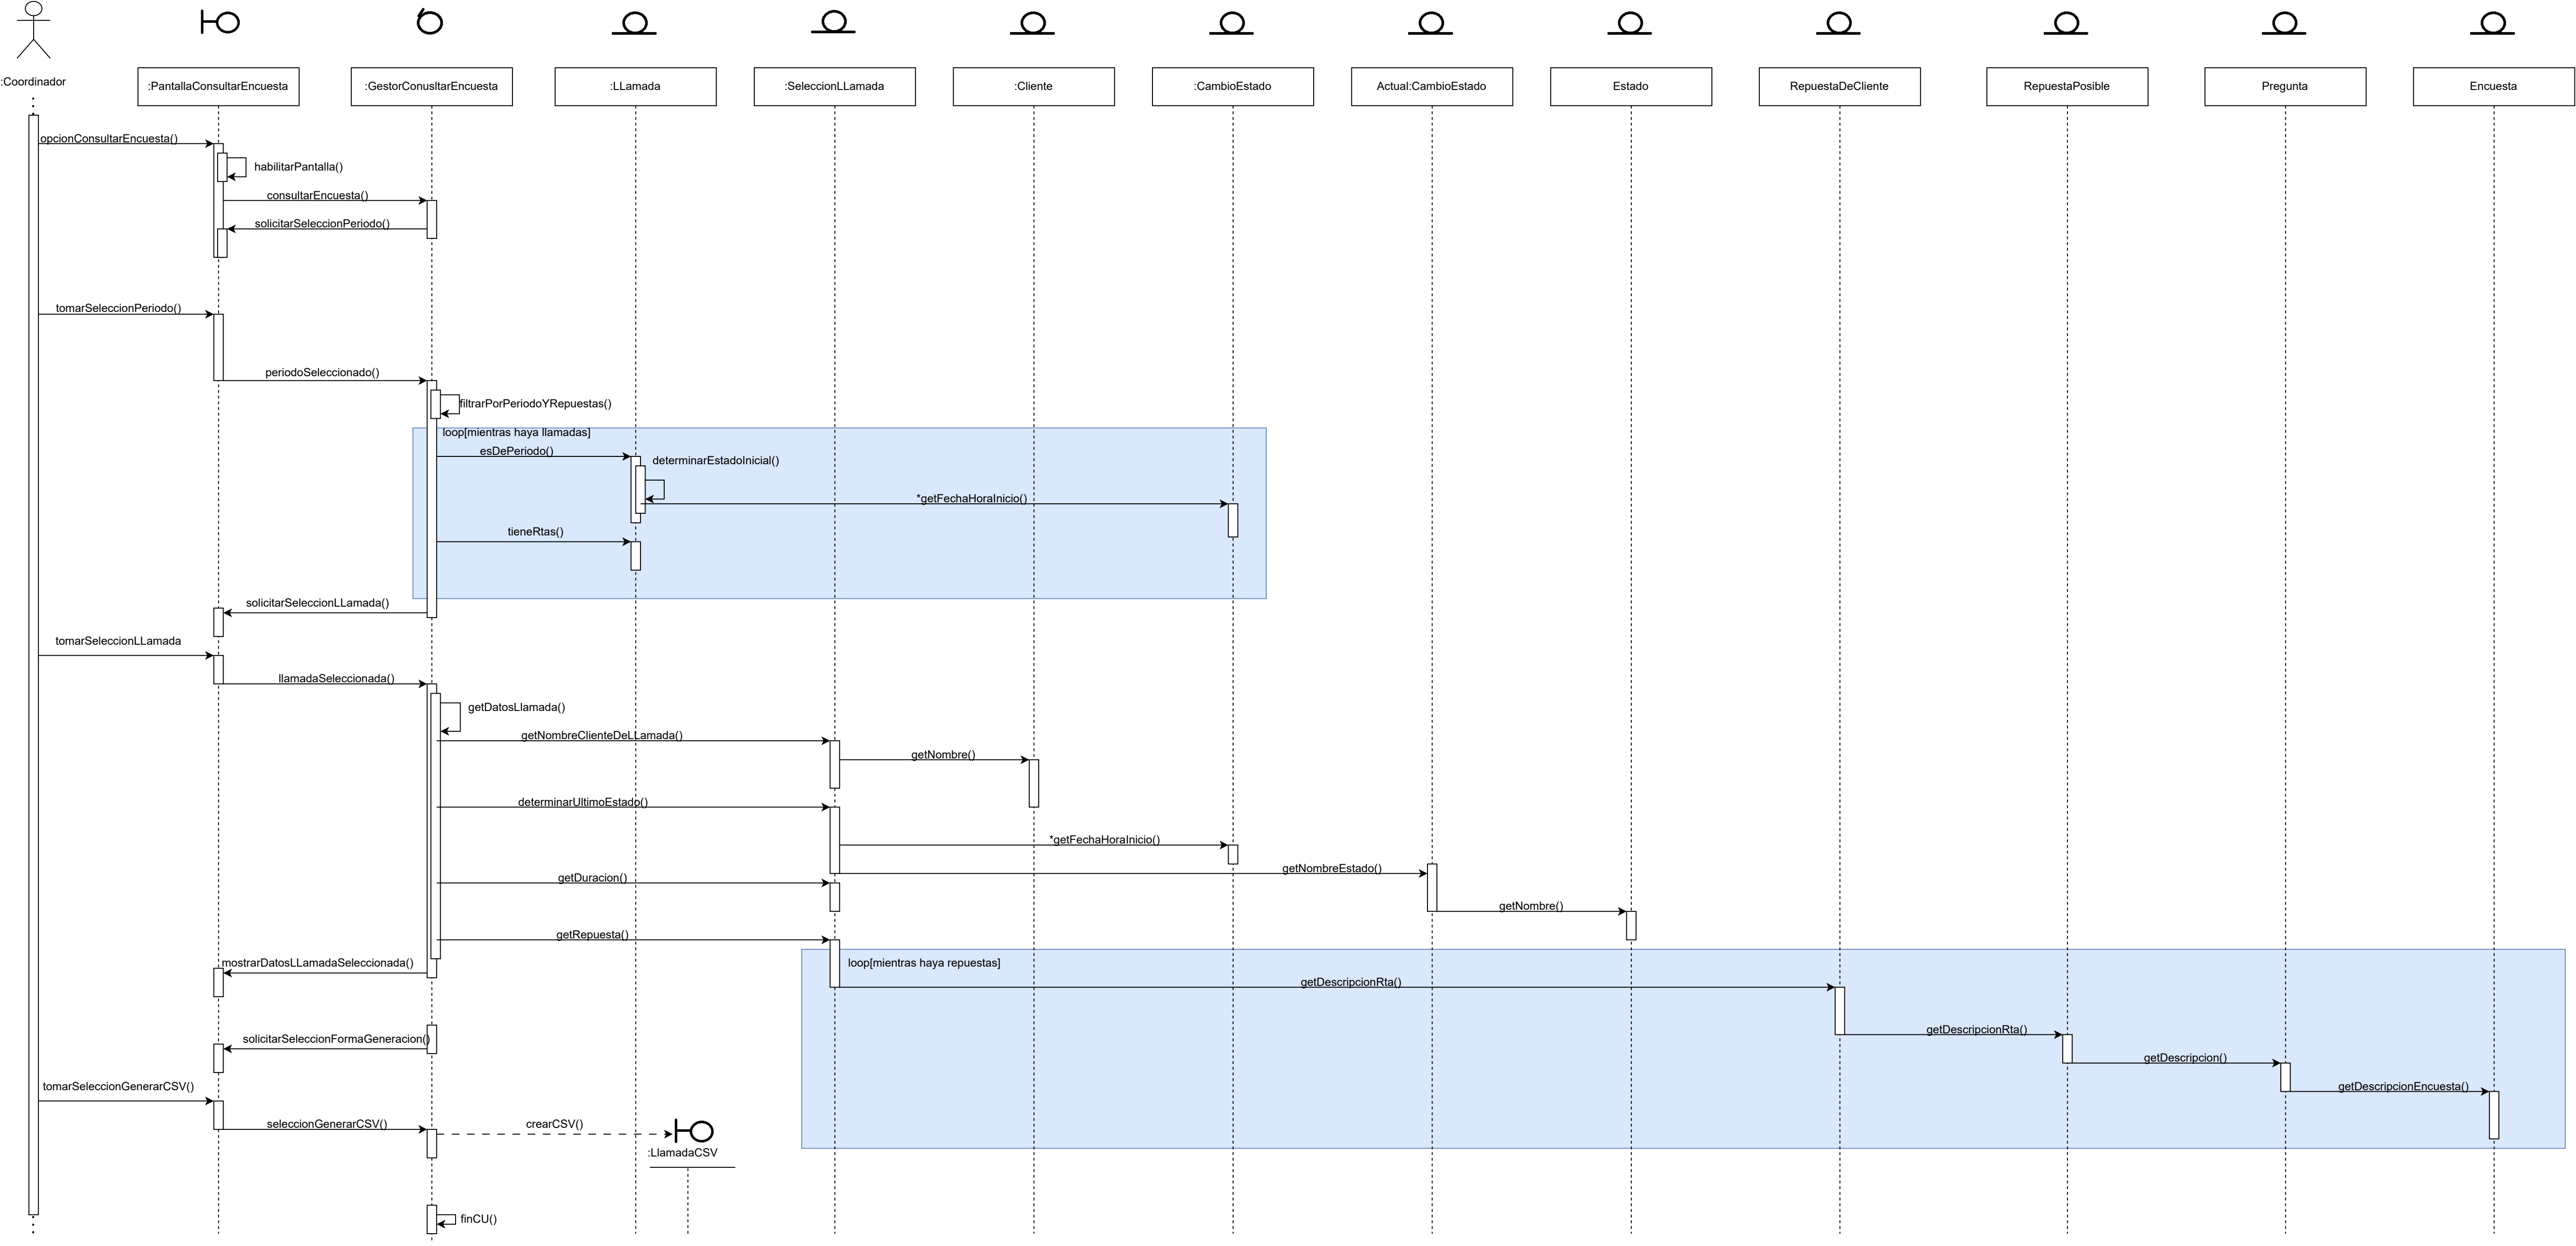 :Coordinador
:PantallaConsultarEncuesta
:GestorConusltarEncuesta
:LLamada
:SeleccionLLamada
:Cliente
:CambioEstado
Actual:CambioEstado
Estado
RepuestaDeCliente
RepuestaPosible
Pregunta
Encuesta
opcionConsultarEncuesta()
habilitarPantalla()
consultarEncuesta()
solicitarSeleccionPeriodo()
tomarSeleccionPeriodo()
periodoSeleccionado()
filtrarPorPeriodoYRepuestas()
loop[mientras haya llamadas]
esDePeriodo()
determinarEstadoInicial()
*getFechaHoraInicio()
tieneRtas()
solicitarSeleccionLLamada()
tomarSeleccionLLamada
llamadaSeleccionada()
getDatosLlamada()
getNombreClienteDeLLamada()
getNombre()
determinarUltimoEstado()
*getFechaHoraInicio()
getNombreEstado()
getDuracion()
getNombre()
getRepuesta()
mostrarDatosLLamadaSeleccionada()
loop[mientras haya repuestas]
getDescripcionRta()
getDescripcionRta()
solicitarSeleccionFormaGeneracion()
getDescripcion()
tomarSeleccionGenerarCSV()
getDescripcionEncuesta()
seleccionGenerarCSV()
crearCSV()
:LlamadaCSV
finCU()